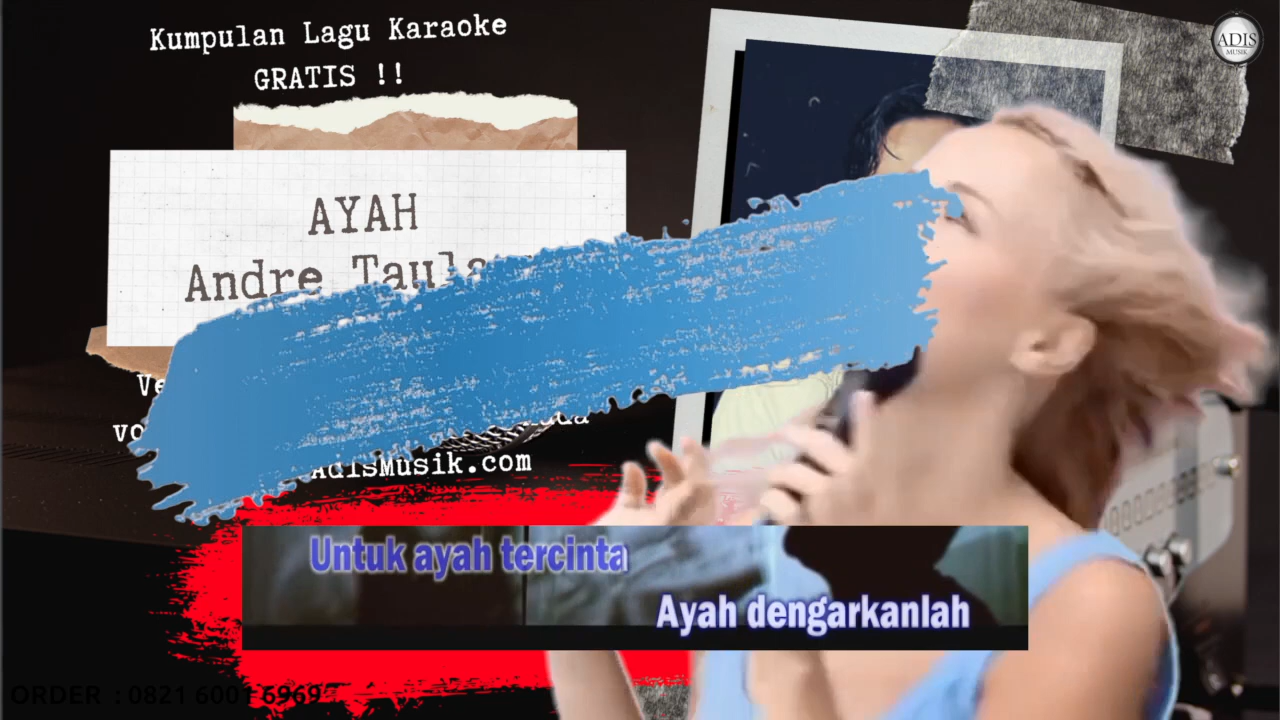 Kumpulan Lagu Karaoke
GRATIS !!
AYAH
Andre
AdisMusik.com
Untuk ayah tercinta
Ayah dengarkanlah
ORDER : 0821 6001 6969
ADIS
MUSIK